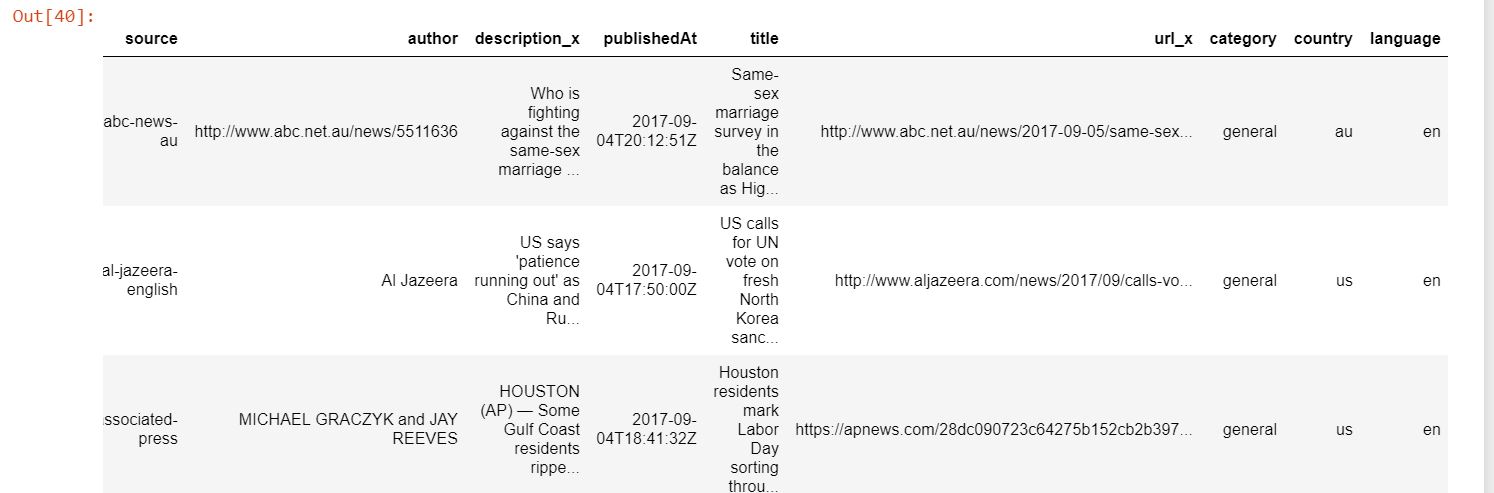 Out[40]:
source author description_x publishedAt title url_x category country language
abc-news-au http://www.abc.net.au/news/5511636 Who is fighting against the same-sex marriage ... 2017-09-04T20:12:51Z Same-sex marriage survey in the balance as Hig... http://www.abc.net.au/news/2017-09-05/same-sex... general au en
al-jazeera-english Al Jazeera US says 'patience running out' as China and Ru... 2017-09-04T17:50:00Z US calls for UN vote on fresh North Korea sanc... http://www.aljazeera.com/news/2017/09/calls-vo... general us en
ssociated-press MICHAEL GRACZYK and JAY REEVES HOUSTON (AP) — Some Gulf Coast residents rippe... 2017-09-04T18:41:32Z Houston residents mark Labor Day sorting throu... https://apnews.com/28dc090723c64275b152cb2b397... general us en